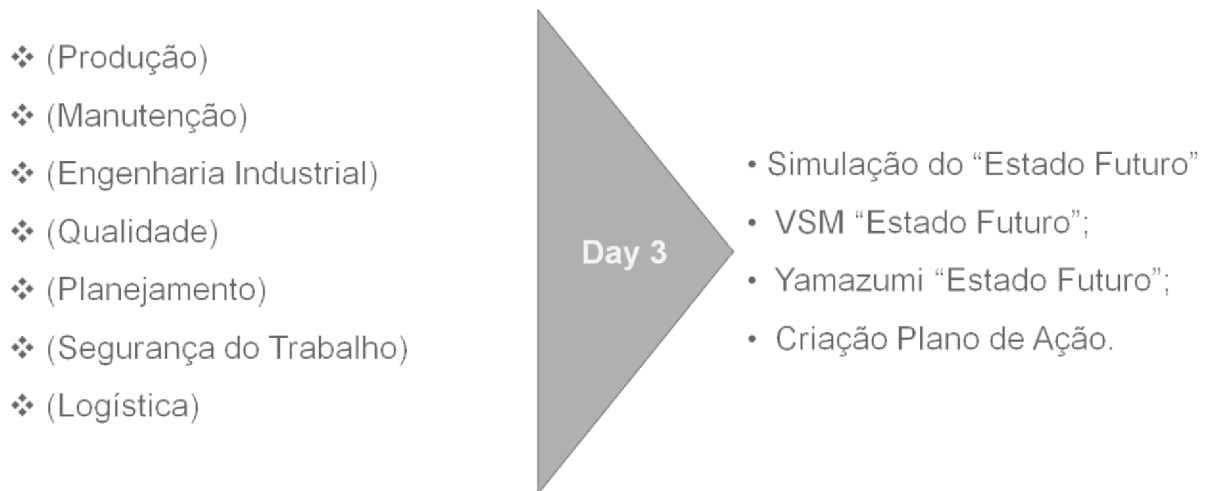 ❖ (Produção)
❖ (Manutenção)
❖ (Engenharia Industrial)
❖ (Qualidade)
❖ (Planejamento)
❖ (Segurança do Trabalho)
❖ (Logística)
Day 3
• Simulação do “Estado Futuro”
• VSM “Estado Futuro”;
• Yamazumi “Estado Futuro”;
• Criação Plano de Ação.